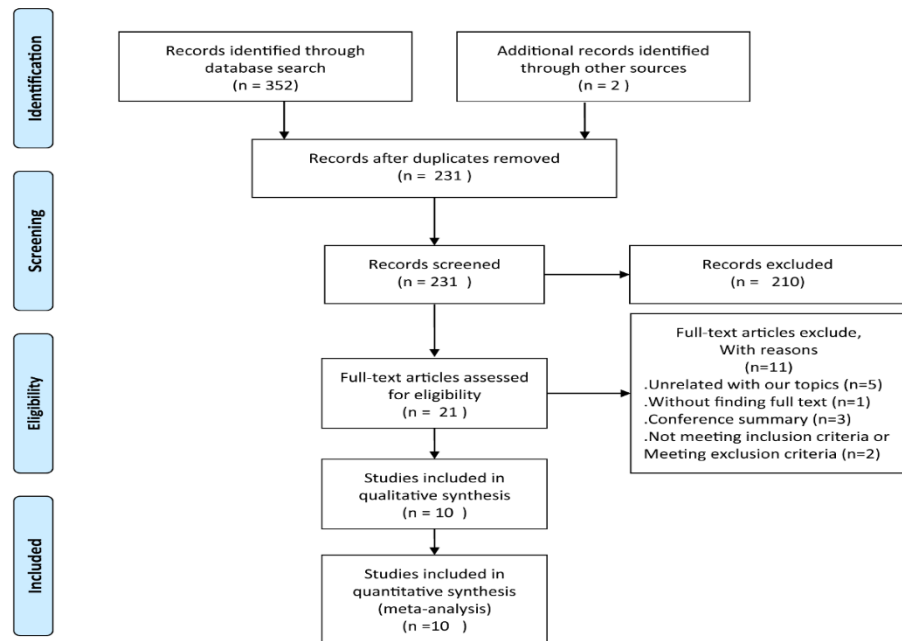 Identification
Records identified through
database search
(n = 352)
Additional records identified
through other sources
(n = 2 )
Records after duplicates removed
(n = 231)
Screening
Records screened
(n = 231 )
Records excluded
(n = 210)
Eligibility
Full-text articles assessed
for eligibility
(n = 21 )
Full-text articles exclude,
With reasons
(n=11)
.Unrelated with our topics (n=5)
.Without finding full text (n=1)
.Conference summary (n=3)
.Not meeting inclusion criteria or
Meeting exclusion criteria (n=2)
Studies included in
qualitative synthesis
(n = 10 )
Included
Studies included in
quantitative synthesis
(meta-analysis)
(n =10 )